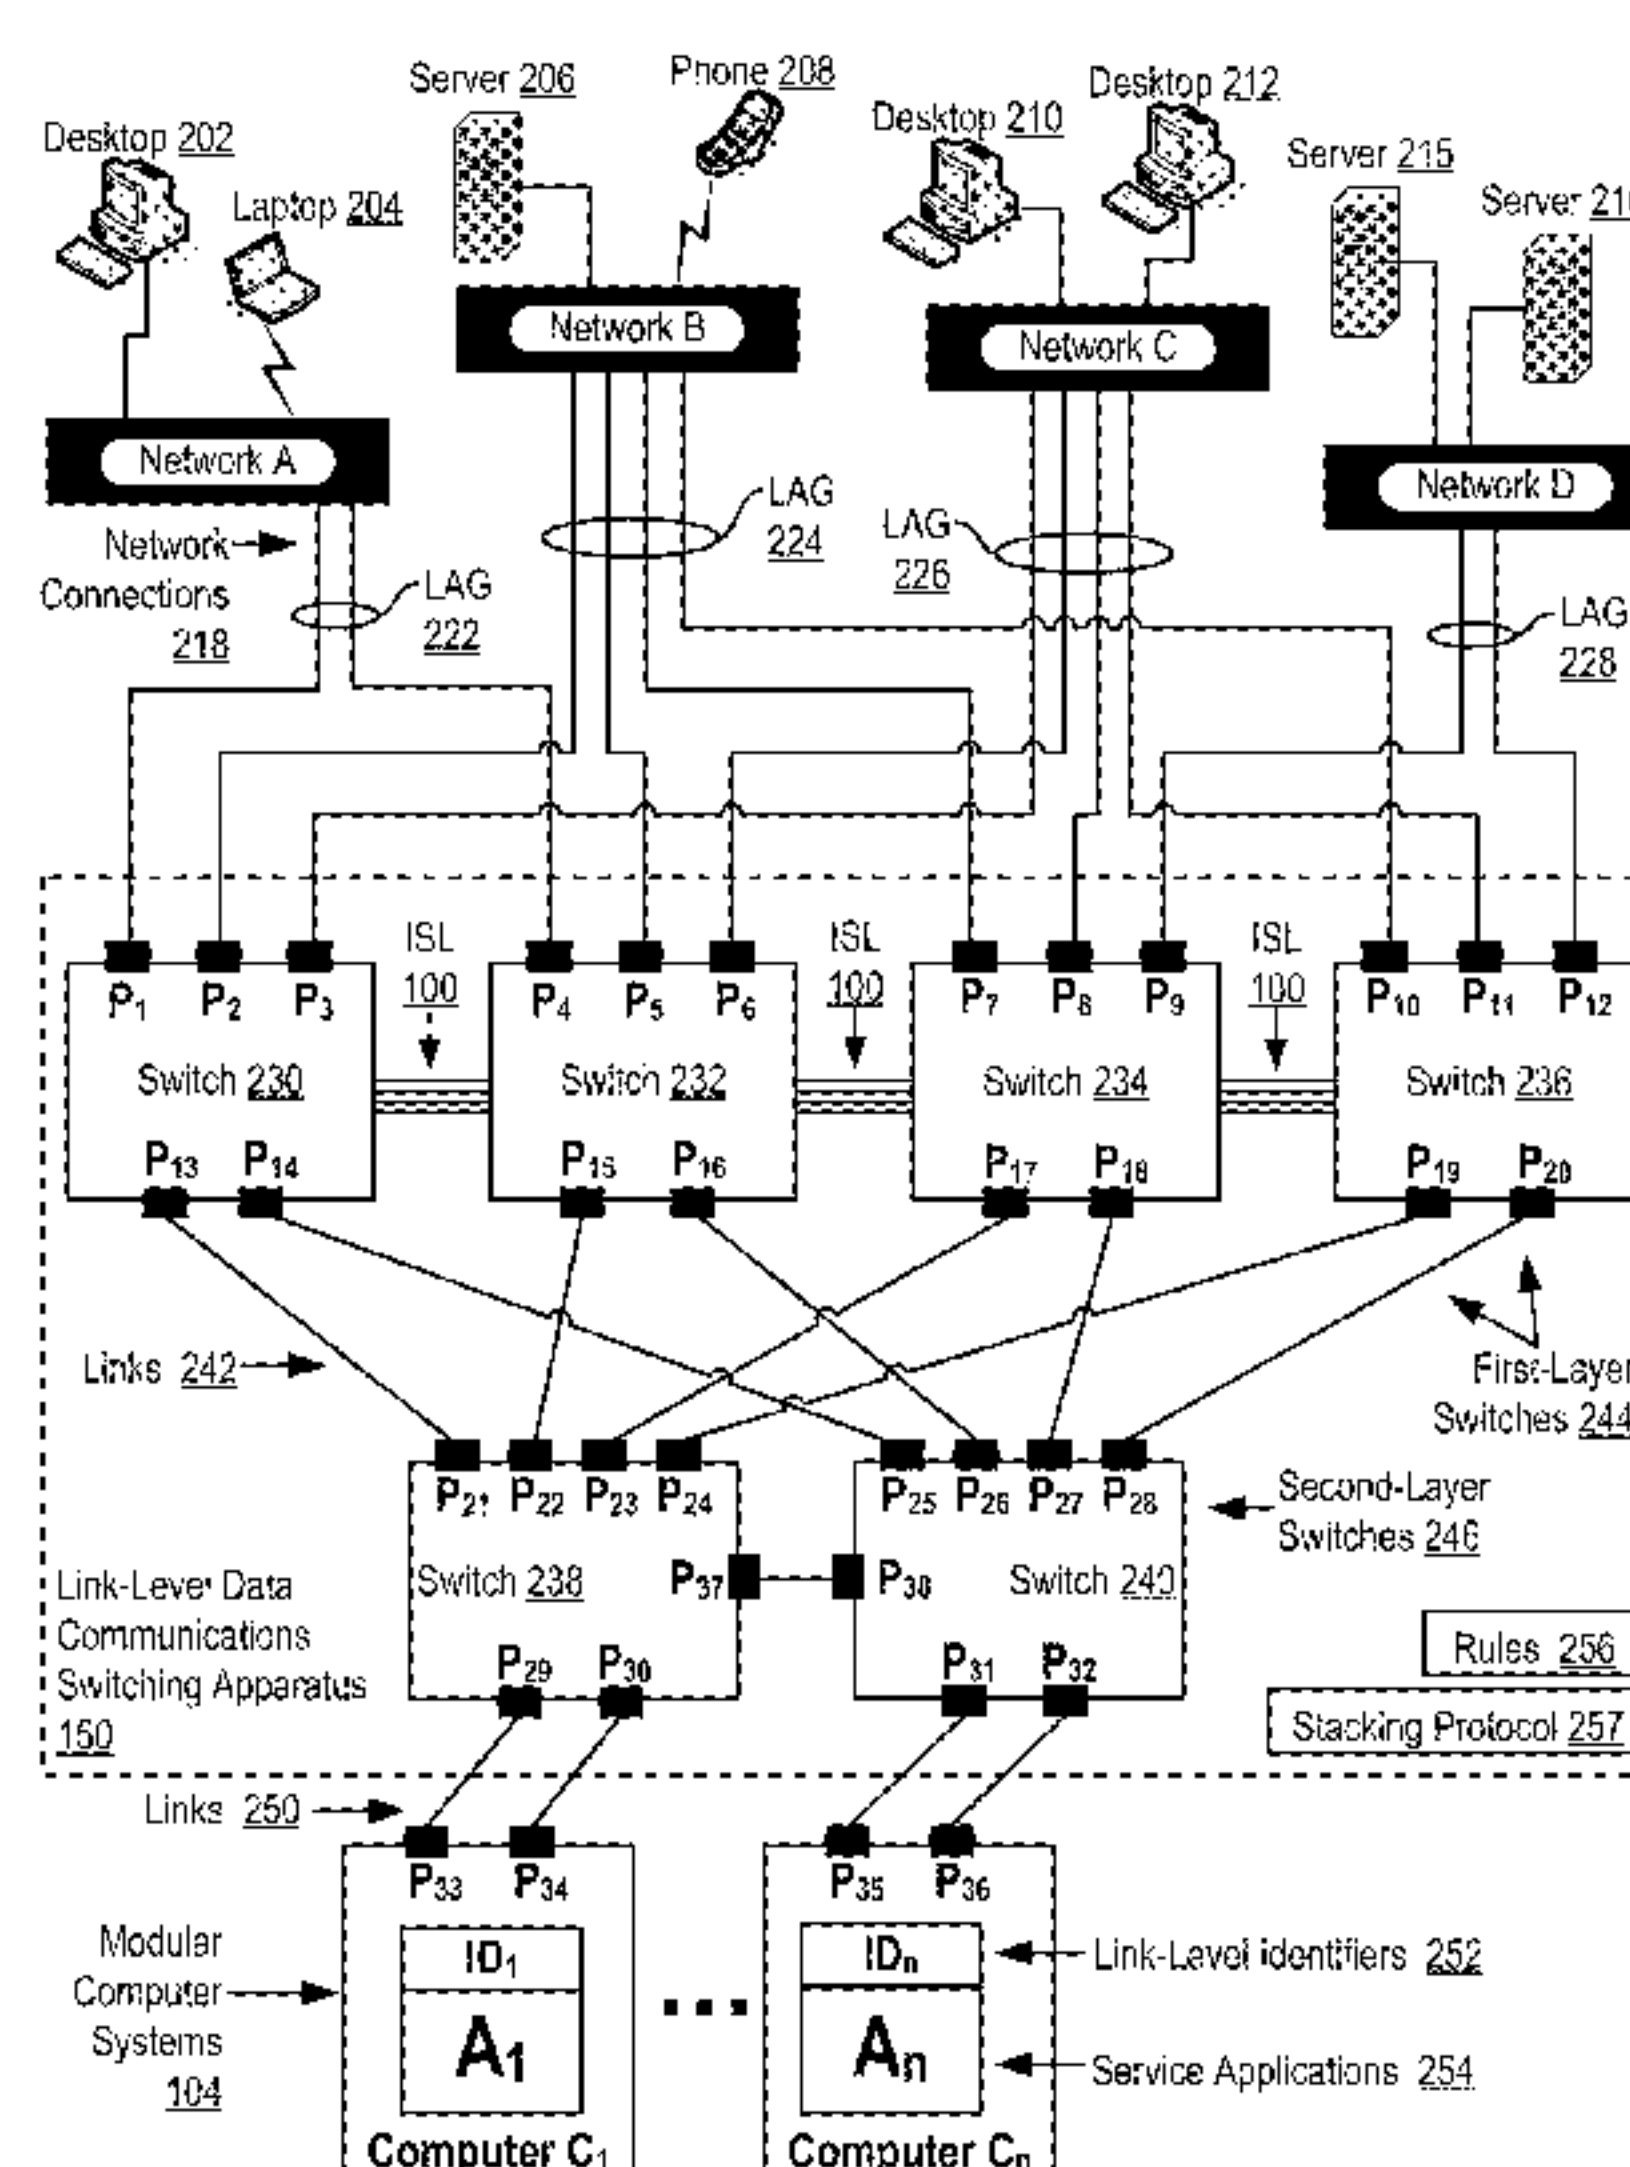 Server 206
Phone 208
Desktop 212
Desktop 210
Desktop 202
Server 215
Laptop 204
Server
Network B
Network C
Network A
Network D
LAG
224
LAG
226
Network
Connections
218
LAG
222
LAG
228
ISL
100
ISL
100
ISL
100
P1 P2 P3
P4 P5 P6
P7 P8 P9
P10 P11 P12
Switch 230
Switch 232
Switch 234
Switch 236
P13 P14
P15 P16
P17 P18
P19 P20
Links 242
First-Layer
Switches 244
P21 P22 P23 P24
P25 P26 P27 P28
Second-Layer
Switches 246
Switch 238
P37
P38
Switch 240
Link-Level Data
Communications
Switching Apparatus
150
P29 P30
P31 P32
Rules 256
Stacking Protocol 257
Links 250
P33 P34
P35 P36
Modular
Computer
Systems
104
ID1
A1
IDn
An
Link-Level identifiers 252
Service Applications 254
Computer C1
Computer Cn